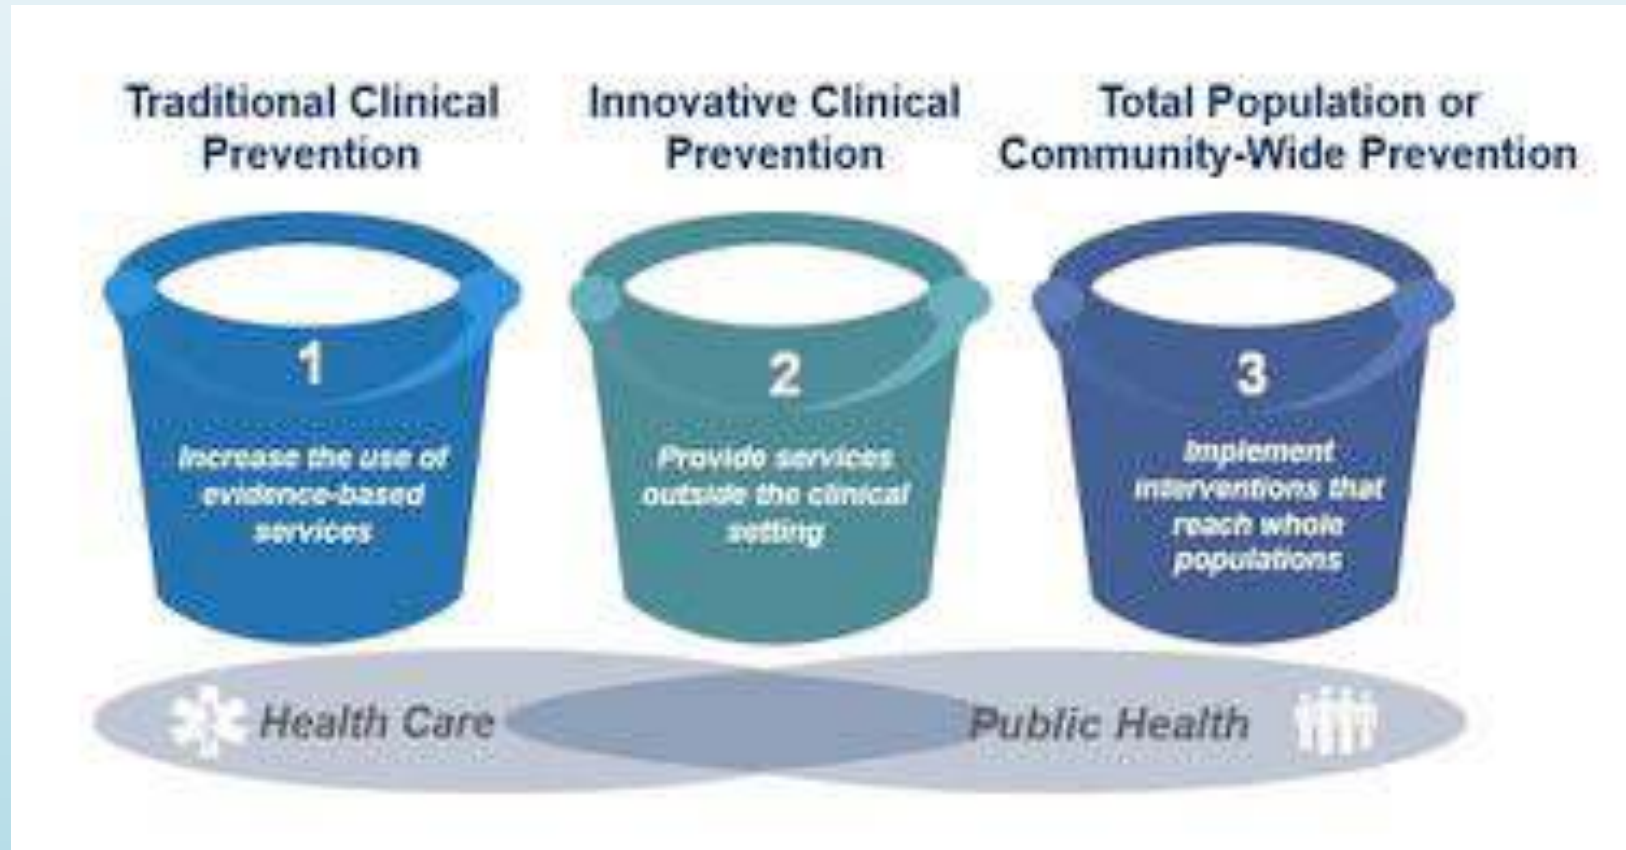 Traditional Clinical
Prevention
Innovative Clinical
Prevention
Total Population or
Community-Wide Prevention
1
Increase the use of
evidence-based
services
2
Provide services
outside the clinical
setting
3
Implement
interventions that
reach whole
populations
Health Care
Public Health